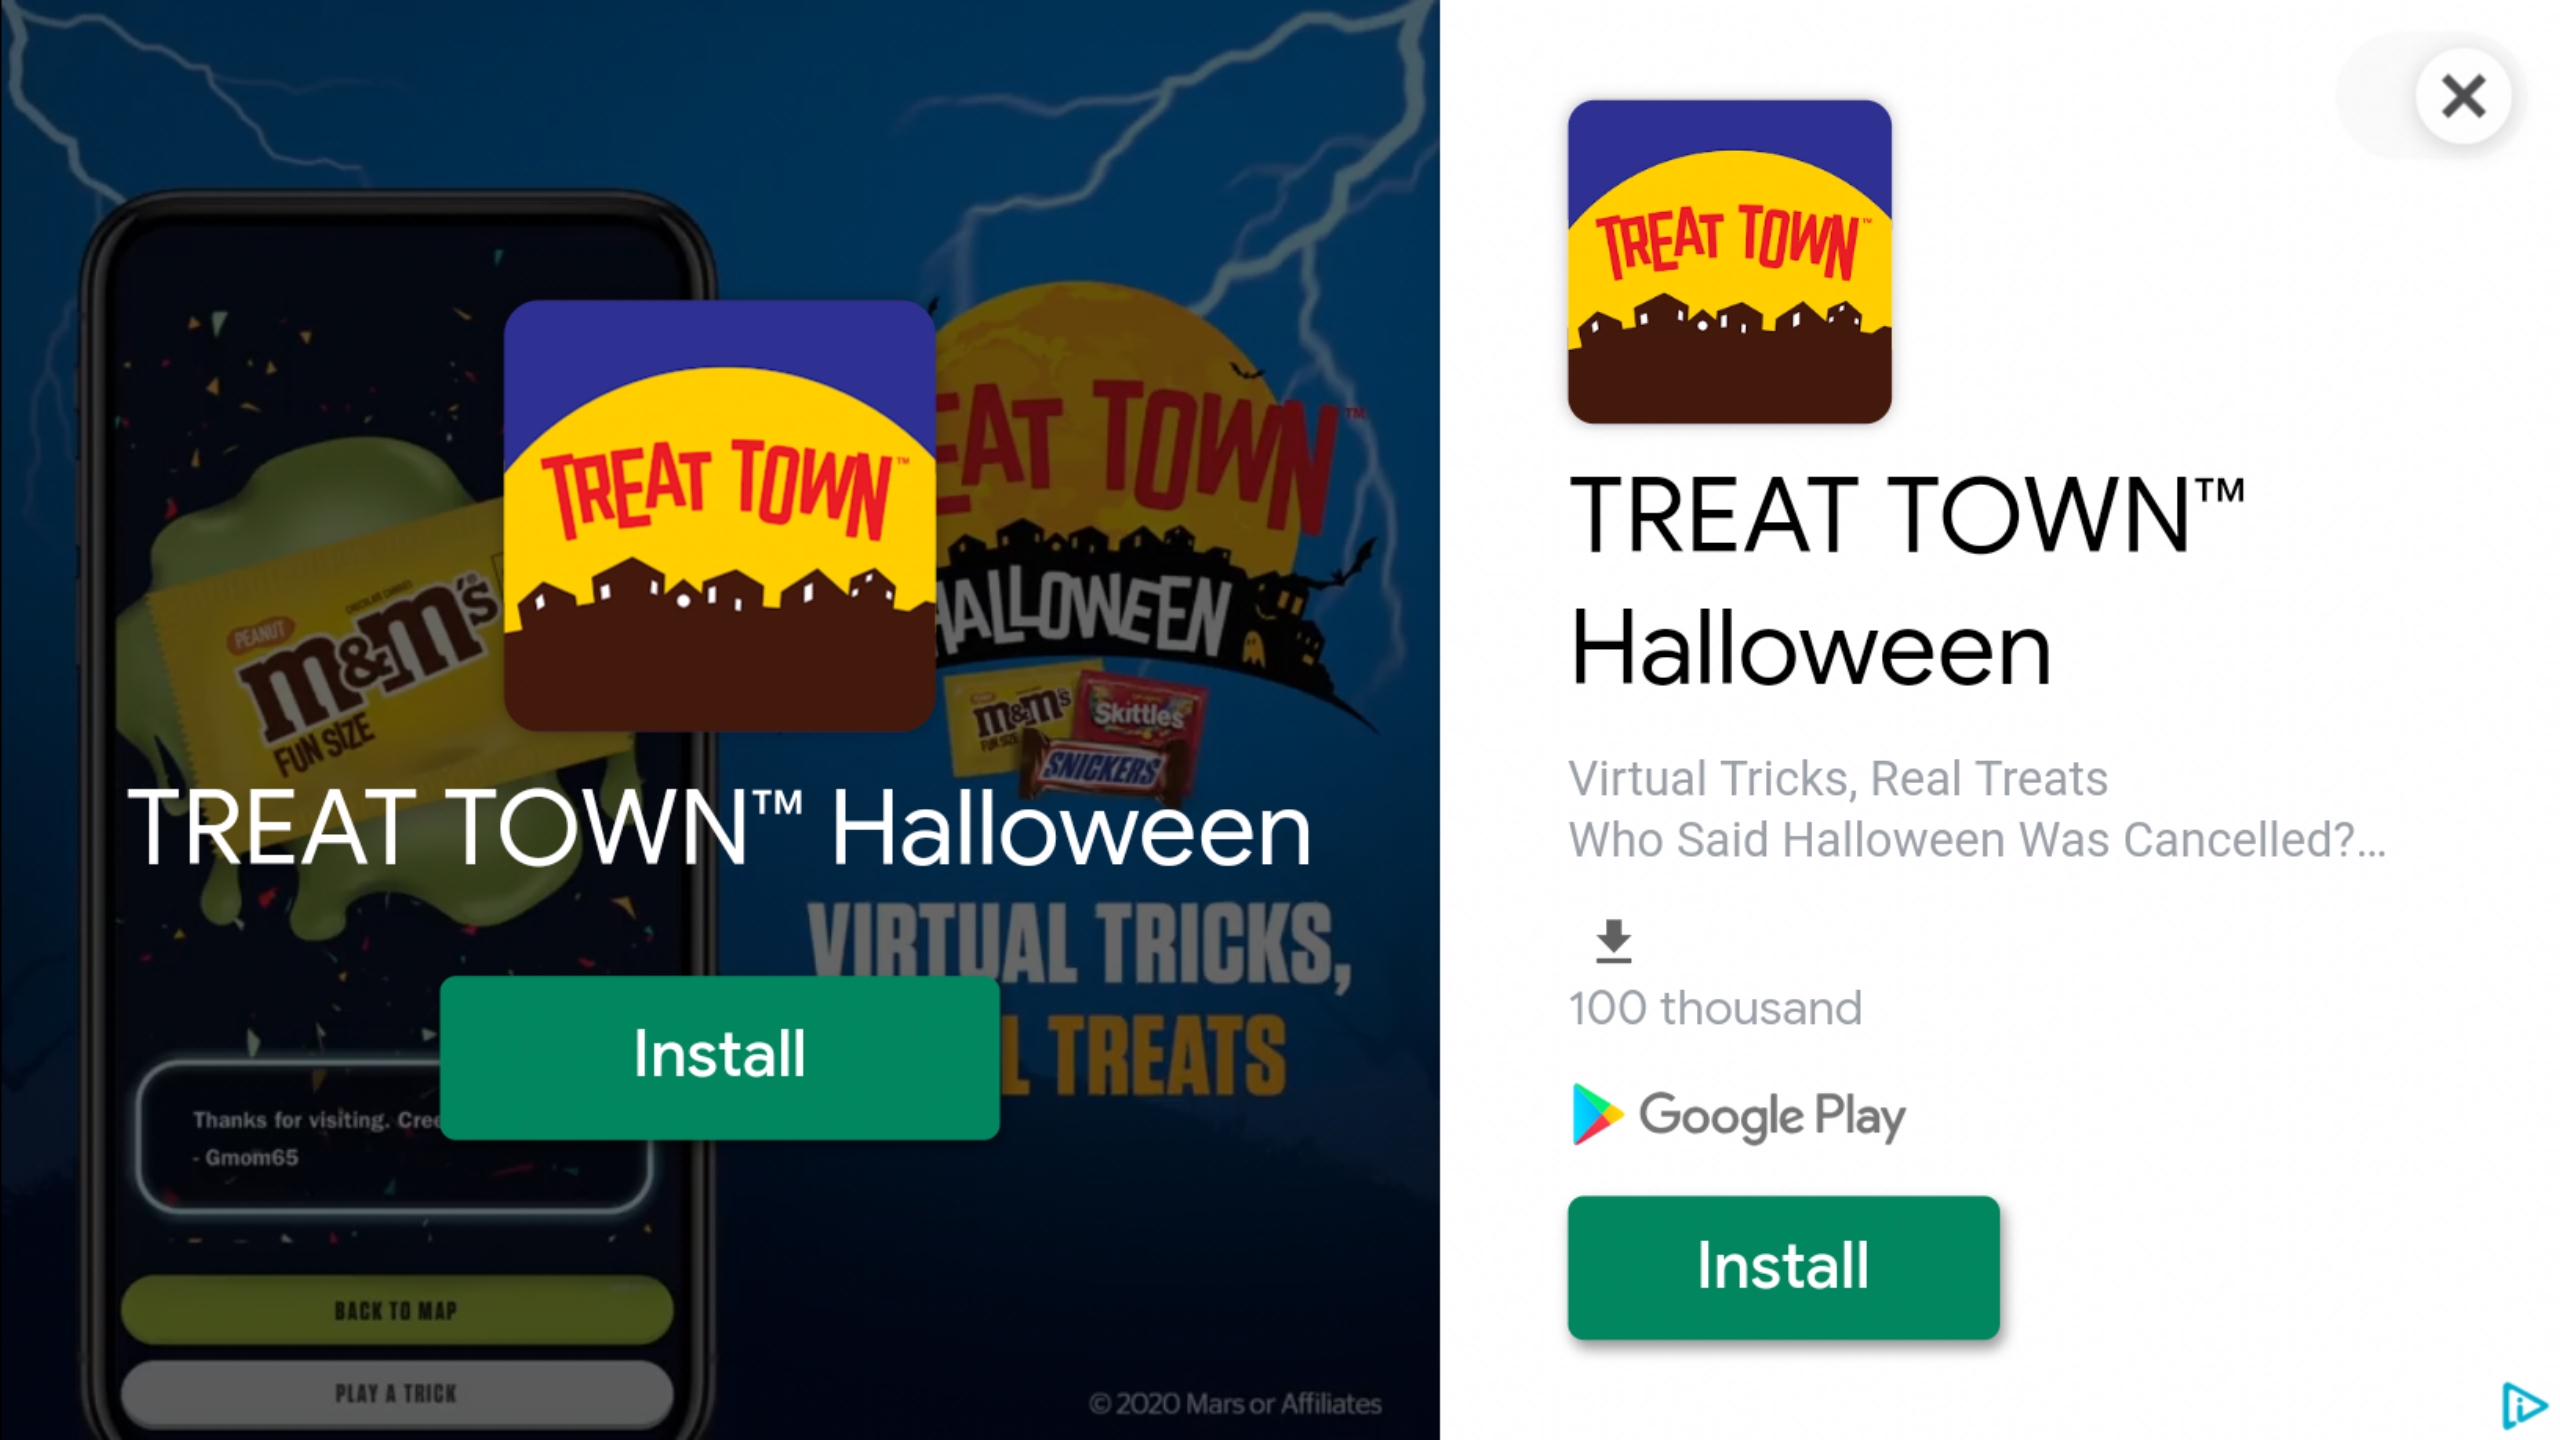 TREAT TOWN™
EAT TOWN™
HALLOWEEN
PEANUT
m&m's
FUN SIZE
m&m's
FUN SIZE
Skittles
SNICKERS
TREAT TOWN™ Halloween
VIRTUAL TRICKS,
L TREATS
Install
Thanks for visiting. Cree
- Gmom65
BACK TO MAP
PLAY A TRICK
© 2020 Mars or Affiliates
TREAT TOWN™
TREAT TOWN™
Halloween
Virtual Tricks, Real Treats
Who Said Halloween Was Cancelled?...
100 thousand
Google Play
Install